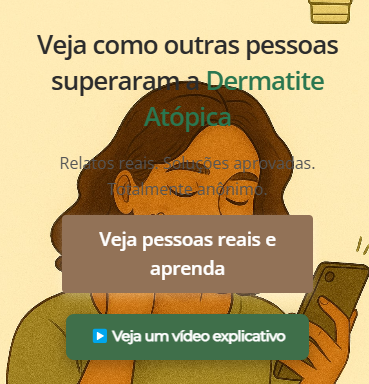 Veja como outras pessoas
superaram a Dermatite
Atópica
Relatos reais. Soluções aprovadas.
Totalmente anônimo.
Veja pessoas reais e
aprenda
▶ Veja um vídeo explicativo